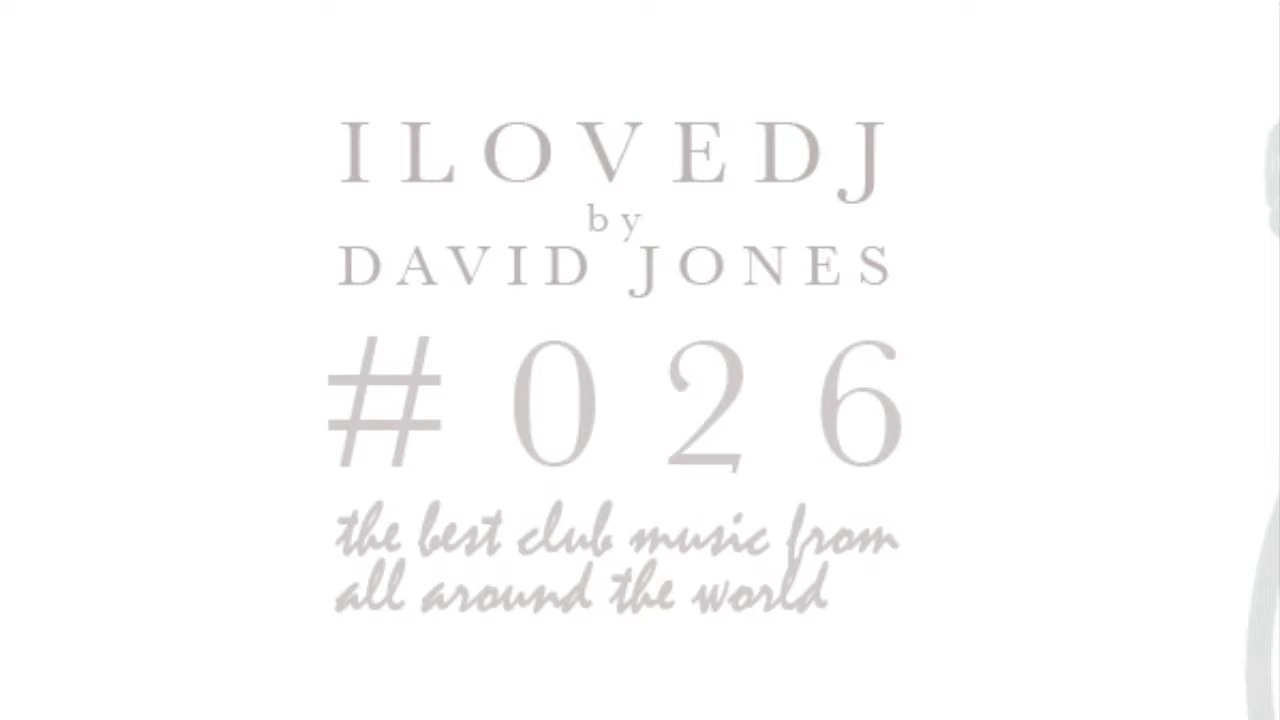 ILOVEDJ
by
DAVID JONES
#026
the best club music from
all around the world